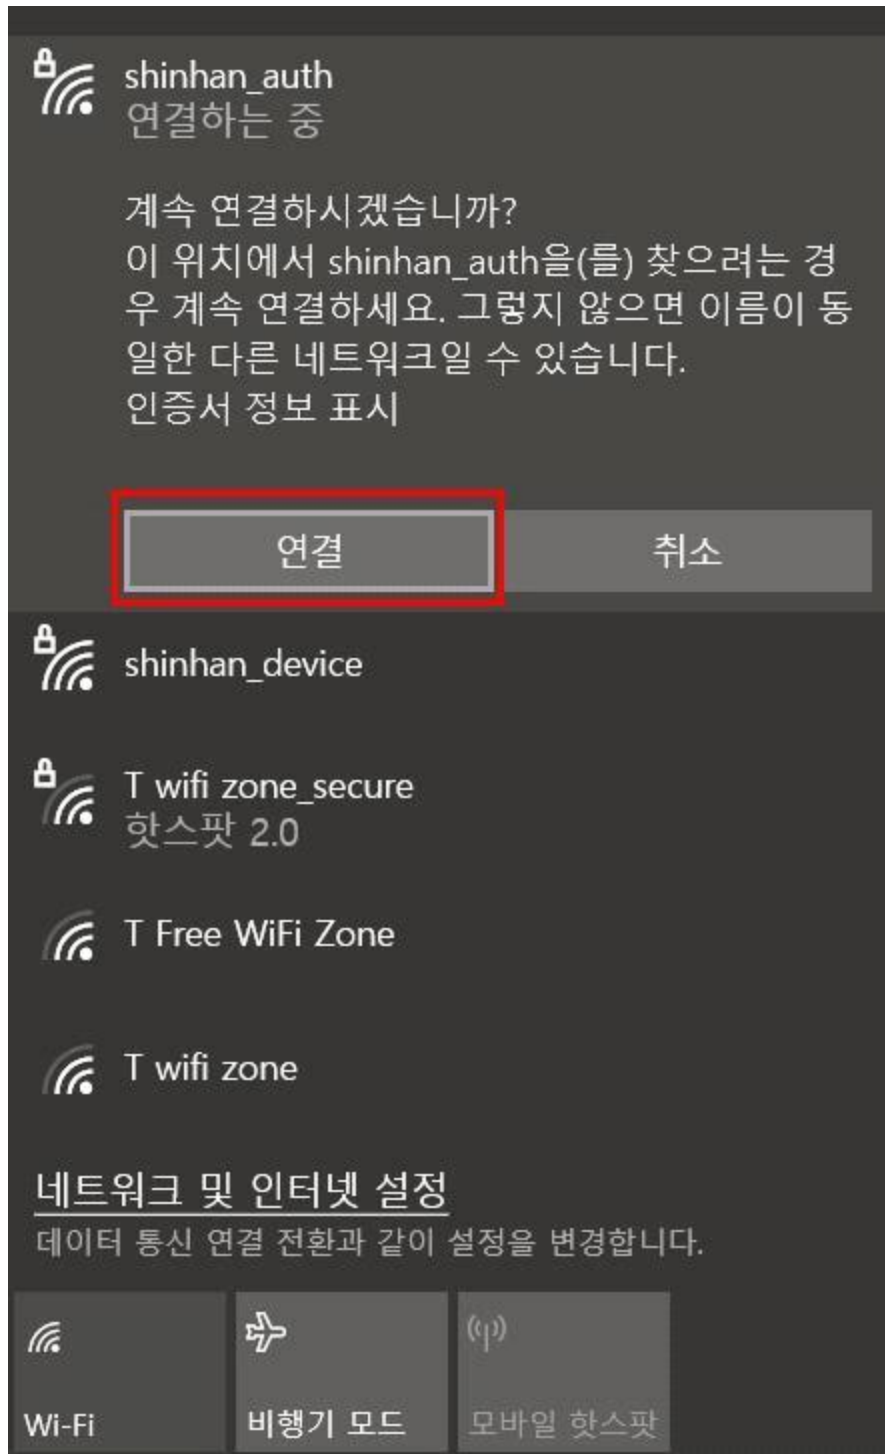 shinhan_auth
연결하는 중
계속 연결하시겠습니까?
이 위치에서 shinhan_auth을(를) 찾으려는 경
우 계속 연결하세요. 그렇지 않으면 이름이 동
일한 다른 네트워크일 수 있습니다.
인증서 정보 표시
연결 취소
shinhan_device
T wifi zone_secure
핫스팟 2.0
T Free WiFi Zone
T wifi zone
네트워크 및 인터넷 설정
데이터 통신 연결 전환과 같이 설정을 변경합니다.
Wi-Fi 비행기 모드 모바일 핫스팟